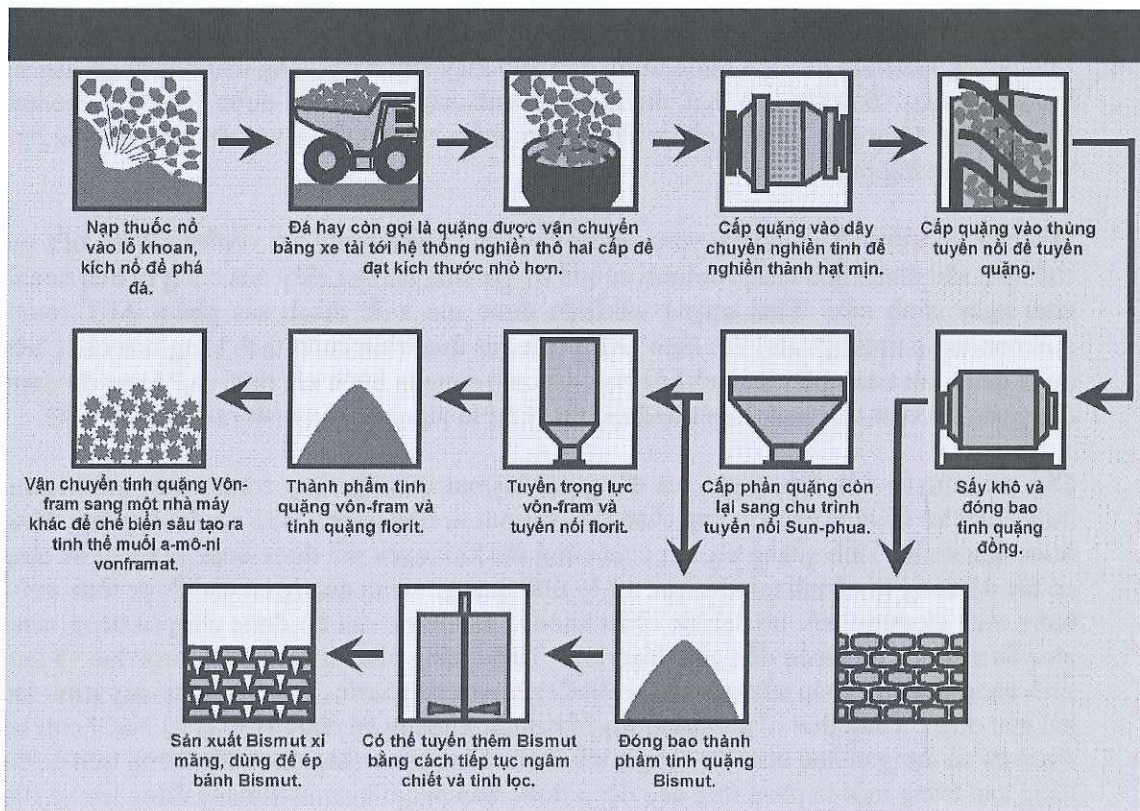 Nạp thuốc nổ
vào lỗ khoan,
kích nổ để phá
đá.
Đá hay còn gọi là quặng được vận chuyển
bằng xe tải tới hệ thống nghiền thô hai cấp để
đạt kích thước nhỏ hơn.
Cấp quặng vào dây
chuyền nghiền tinh để
nghiền thành hạt mịn.
Cấp quặng vào thùng
tuyển nổi để tuyển
quặng.
Vận chuyển tinh quặng Vôn-
fram sang một nhà máy
khác để chế biến sâu tạo ra
tinh thể muối a-mô-ni
vonframat.
Thành phẩm tinh
quặng vôn-fram và
tinh quặng florit.
Tuyển trọng lực
vôn-fram và
tuyển nổi florit.
Cấp phần quặng còn
lại sang chu trình
tuyển nổi Sun-phua.
Sấy khô và
đóng bao
tinh quặng
đồng.
Sản xuất Bismut xi
măng, dùng để ép
bánh Bismut.
Có thể tuyển thêm Bismut
bằng cách tiếp tục ngâm
chiết và tinh lọc.
Đóng bao thành
phẩm tinh quặng
Bismut.